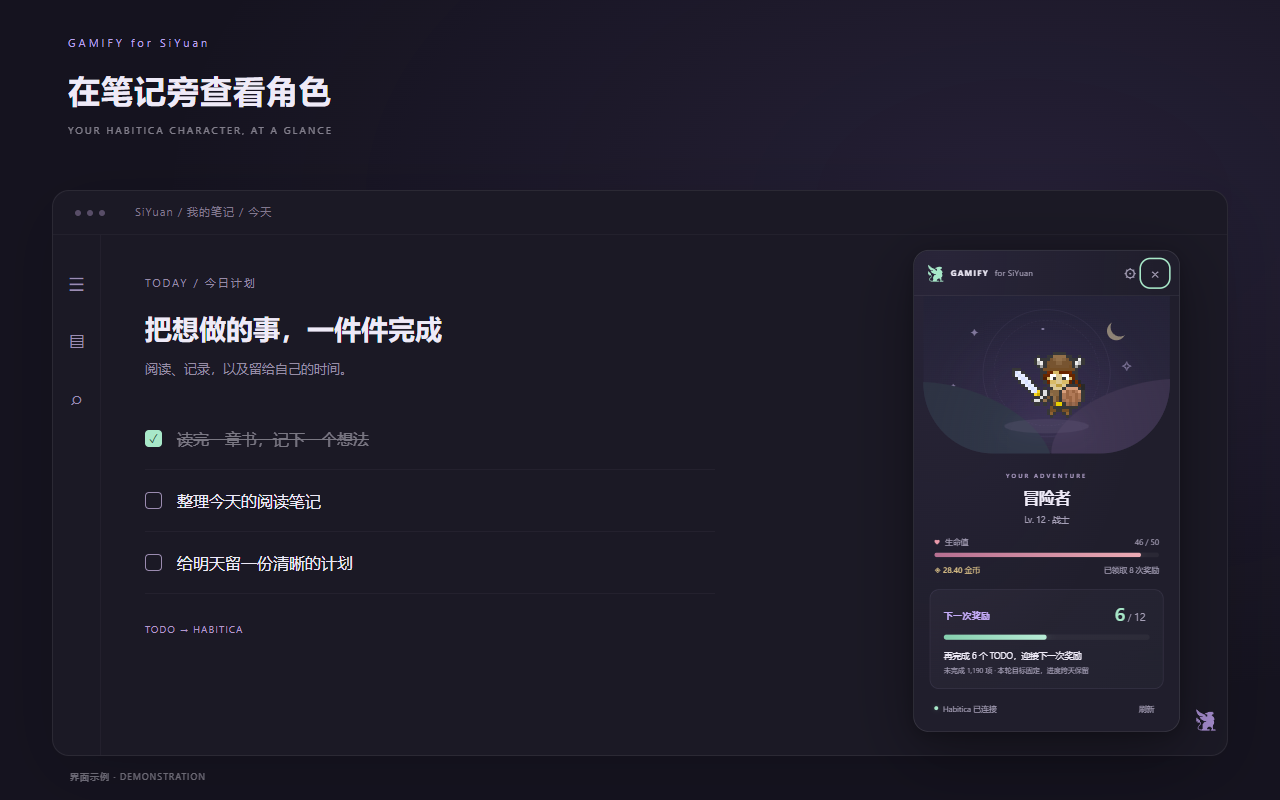 GAMIFY for SiYuan
在笔记旁查看角色
YOUR HABITICA CHARACTER, AT A GLANCE
SiYuan / 我的笔记 / 今天
TODAY / 今日计划
把想做的事，一件件完成
阅读、记录，以及留给自己的时间。
读完一章书，记下一个想法
整理今天的阅读笔记
给明天留一份清晰的计划
TODO → HABITICA
GAMIFY for SiYuan
YOUR ADVENTURE
冒险者
Lv. 12 · 战士
生命值 46 / 50
28.40 金币 已领取 8 次奖励
下一次奖励 6 / 12
再完成 6 个 TODO，迎接下一次奖励
未完成 1,190 项 · 本轮目标固定，进度跨天保留
Habitica 已连接 刷新
界面示例 · DEMONSTRATION